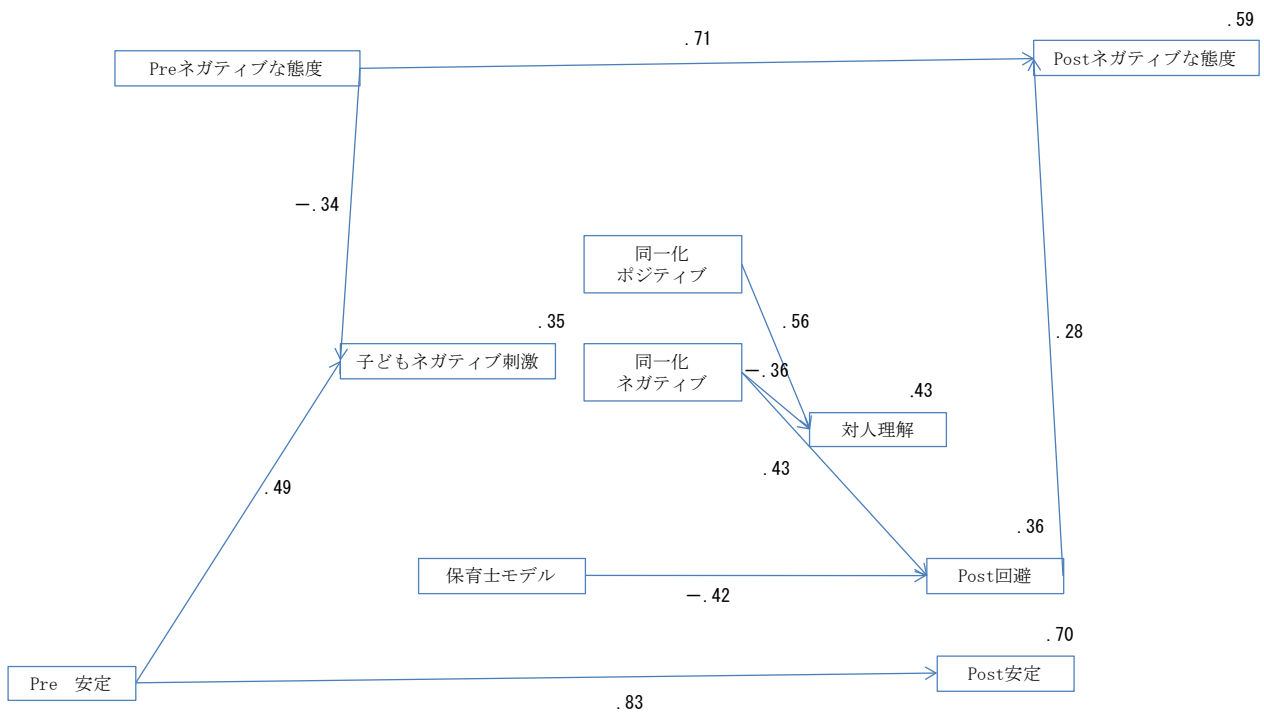 .59
.71
Preネガティブな態度
Postネガティブな態度
－.34
同一化
ポジティブ
.35
.56
.28
子どもネガティブ刺激
同一化
ネガティブ
－.36
.43
対人理解
.43
.49
.36
保育士モデル
Post回避
－.42
.70
Pre　安定
Post安定
.83